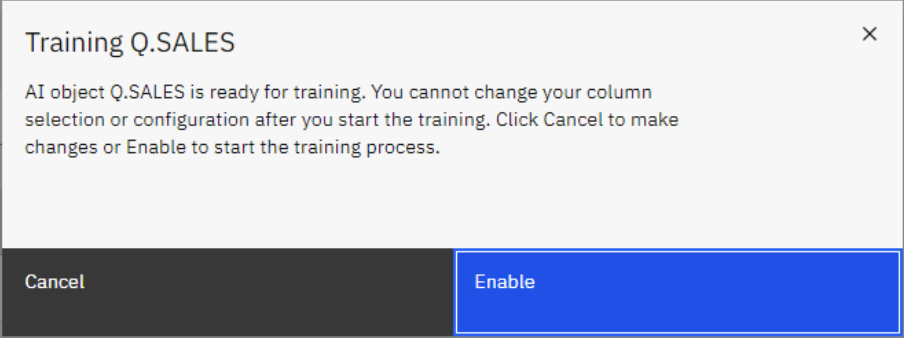 Training Q.SALES
AI object Q.SALES is ready for training. You cannot change your column
selection or configuration after you start the training. Click Cancel to make
changes or Enable to start the training process.
Cancel
Enable